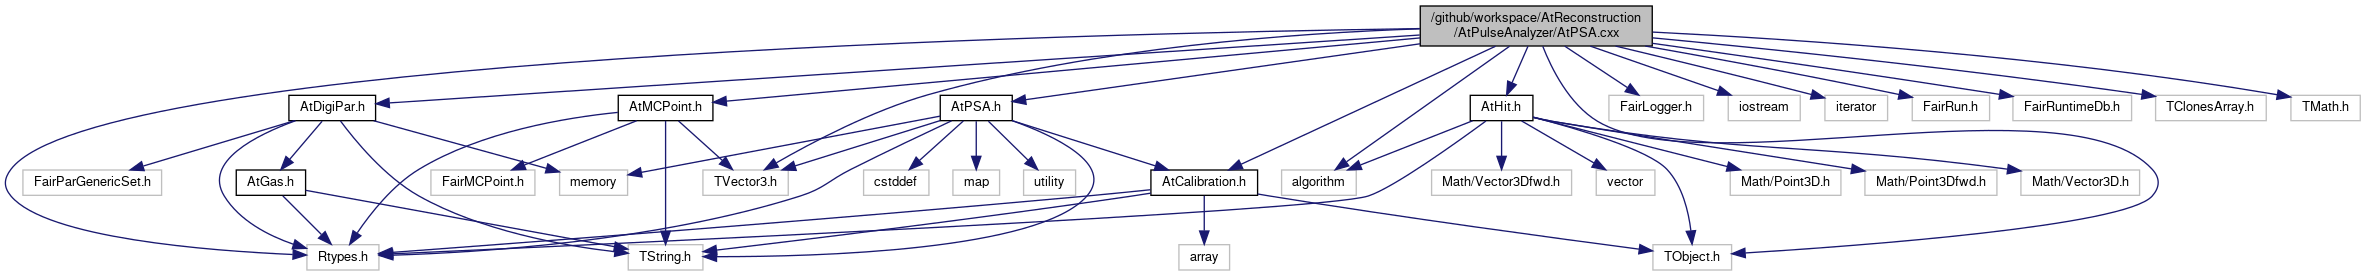 /github/workspace/AtReconstruction
/AtPulseAnalyzer/AtPSA.cxx
AtDigiPar.h
AtMCPoint.h
AtPSA.h
AtHit.h
FairLogger.h
iostream
iterator
FairRun.h
FairRuntimeDb.h
TClonesArray.h
TMath.h
FairParGenericSet.h
AtGas.h
FairMCPoint.h
memory
TVector3.h
cstddef
map
utility
AtCalibration.h
algorithm
Math/Vector3Dfwd.h
vector
Math/Point3D.h
Math/Point3Dfwd.h
Math/Vector3D.h
Rtypes.h
TString.h
array
TObject.h